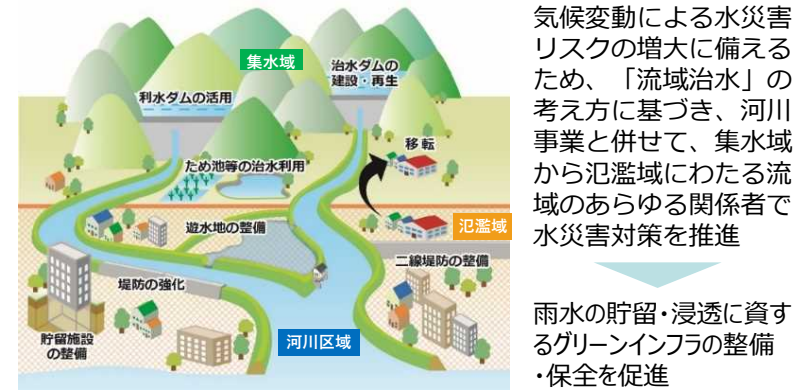 集水域
治水ダムの
建設・再生
利水ダムの活用
移転
ため池等の治水利用
遊水地の整備
氾濫域
二線堤防の整備
堤防の強化
貯留施設
の整備
河川区域
気候変動による水災害
リスクの増大に備える
ため、「流域治水」の
考え方に基づき、河川
事業と併せて、集水域
から氾濫域にわたる流
域のあらゆる関係者で
水災害対策を推進
雨水の貯留・浸透に資す
るグリーンインフラの整備
・保全を促進